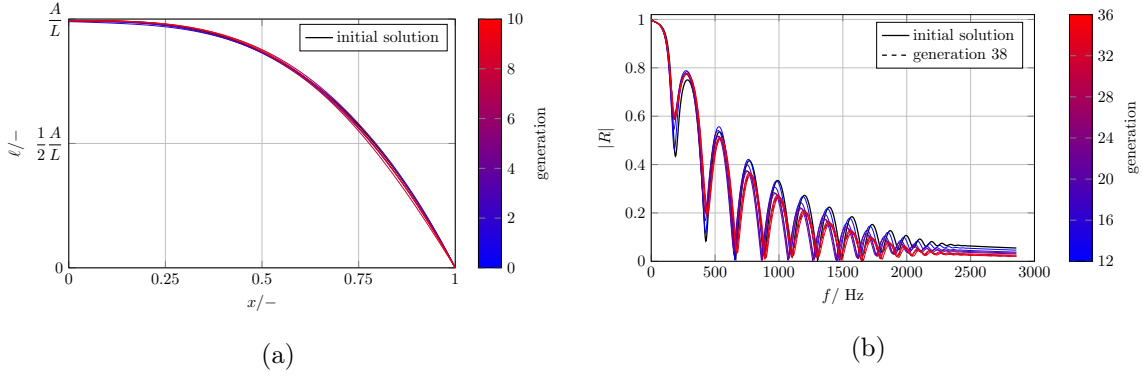 A/L
1/2 A/L
0
ℓ/−
0
0.25
0.5
0.75
1
x/−
initial solution
10
8
6
4
2
0
generation
(a)
1
0.8
0.6
0.4
0.2
0
|R|
0
500
1000
1500
2000
2500
3000
f/ Hz
initial solution
generation 38
36
32
28
24
20
16
12
generation
(b)